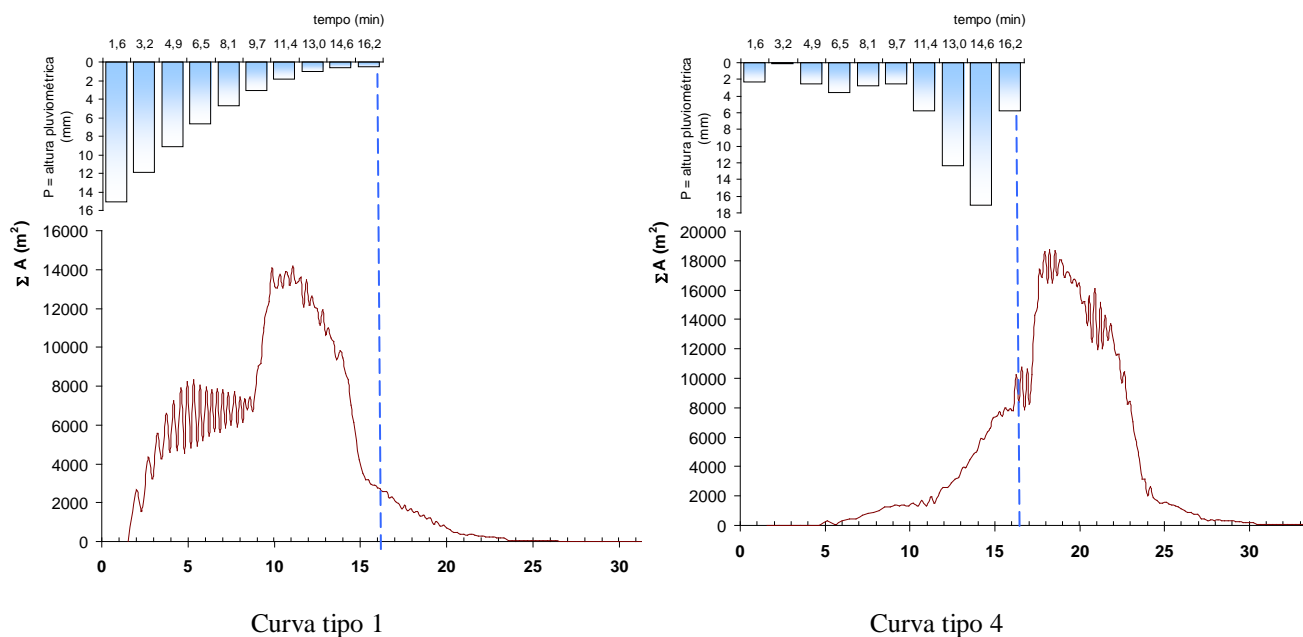 tempo (min)
1,6 3,2 4,9 6,5 8,1 9,7 11,4 13,0 14,6 16,2
P = altura pluviométrica
(mm)
0
2
4
6
8
10
12
14
16
Σ A (m²)
16000
14000
12000
10000
8000
6000
4000
2000
0
0 5 10 15 20 25 30
Curva tipo 1
tempo (min)
1,6 3,2 4,9 6,5 8,1 9,7 11,4 13,0 14,6 16,2
P = altura pluviométrica
(mm)
0
2
4
6
8
10
12
14
16
18
Σ A (m²)
20000
18000
16000
14000
12000
10000
8000
6000
4000
2000
0
0 5 10 15 20 25 30
Curva tipo 4